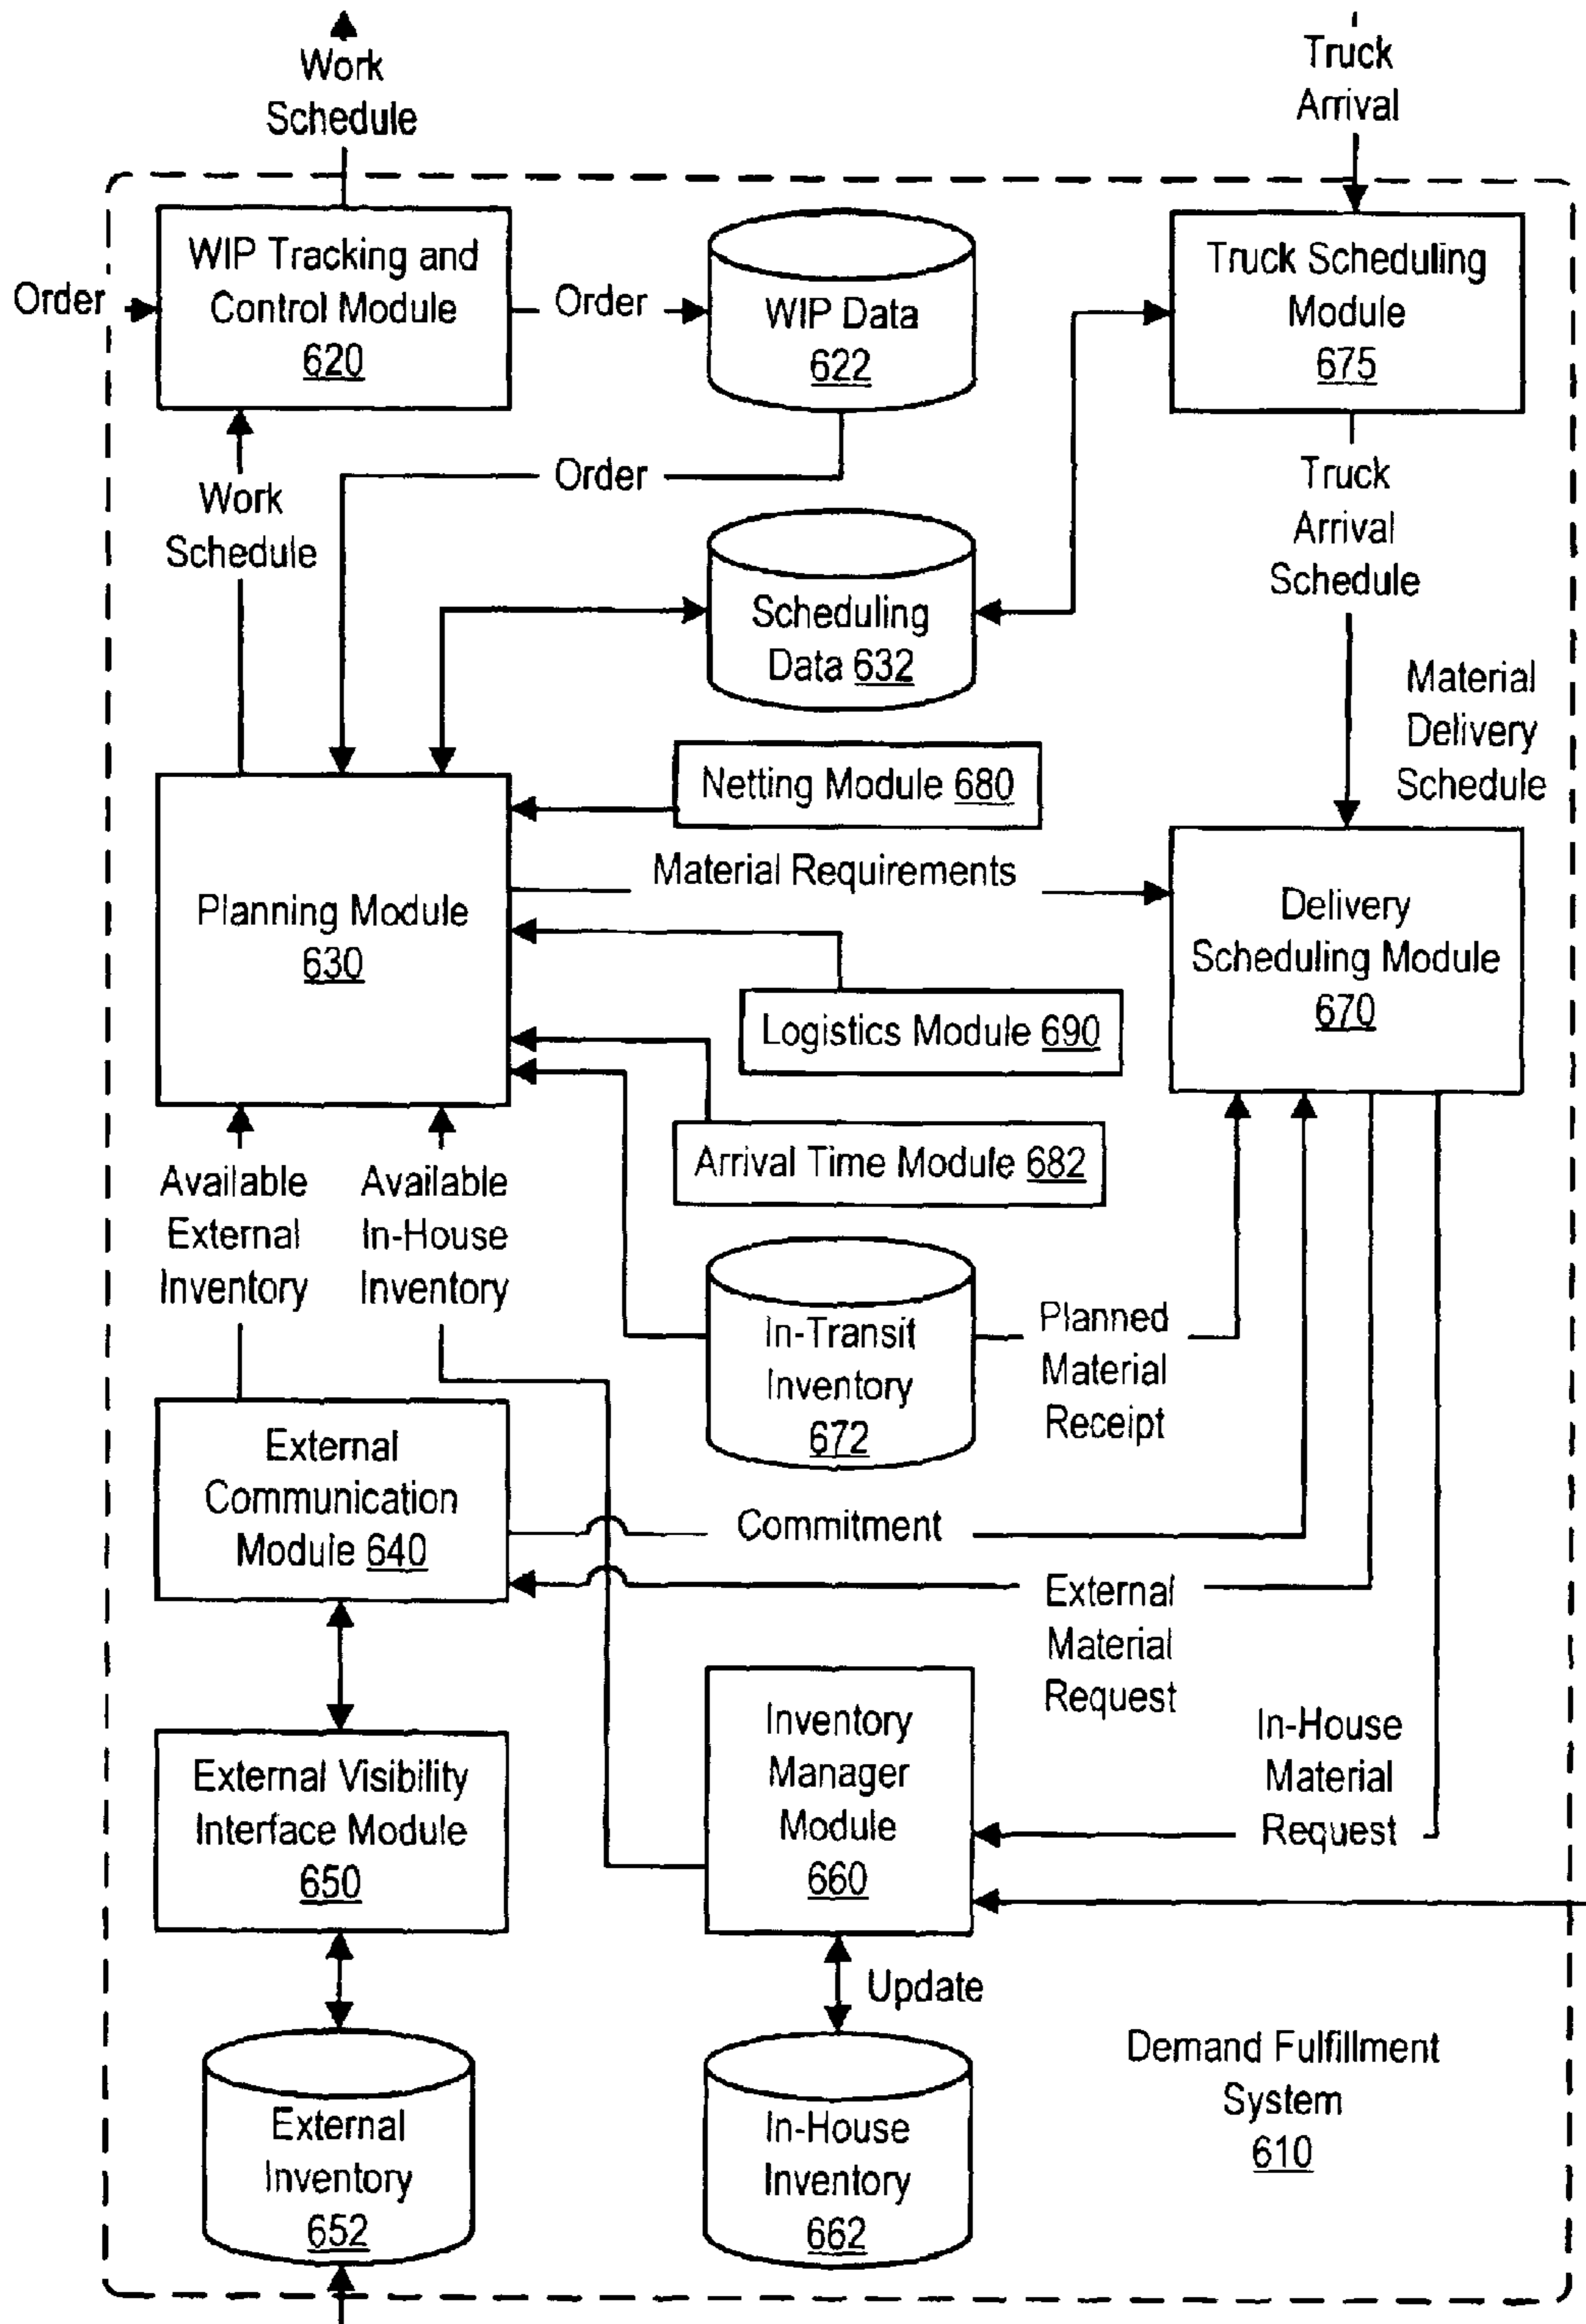 Work
Schedule
Truck
Arrival
Order
WIP Tracking and
Control Module
620
Order
WIP Data
622
Truck Scheduling
Module
675
Work
Schedule
Order
Truck
Arrival
Schedule
Scheduling
Data 632
Material
Delivery
Schedule
Netting Module 680
Material Requirements
Planning Module
630
Delivery
Scheduling Module
670
Logistics Module 690
Arrival Time Module 682
Available
External
Inventory
Available
In-House
Inventory
In-Transit
Inventory
672
Planned
Material
Receipt
External
Communication
Module 640
Commitment
External
Material
Request
Inventory
Manager
Module
660
In-House
Material
Request
External Visibility
Interface Module
650
Update
External
Inventory
652
In-House
Inventory
662
Demand Fulfillment
System
610